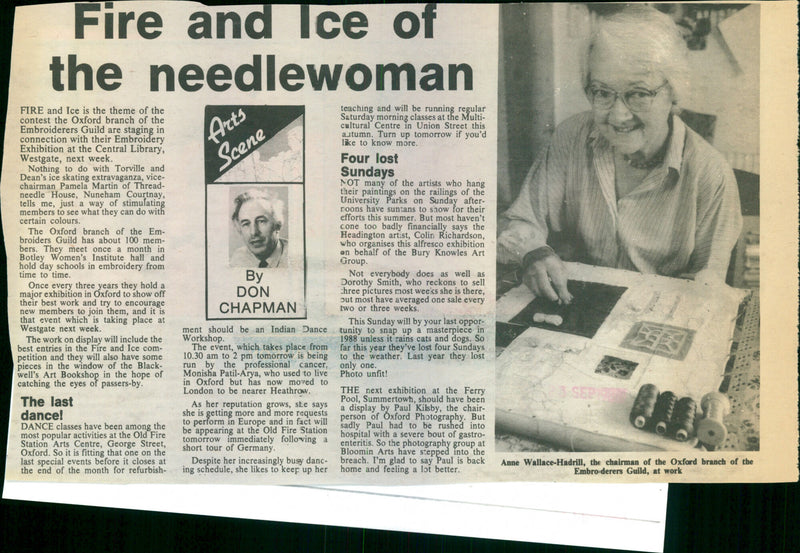 Fire and Ice of
the needlewoman
FIRE and Ice is the theme of the
contest the Oxford branch of the
Embroiderers Guild are staging in
connection with their Embroidery
Exhibition at the Central Library,
Westgate, next week.
Nothing to do with Torville and
Dean's ice skating extravaganza, vice-
chairman Pamela Martin of Thread-
needle House, Nuneham Courtnay,
tells me, just a way of stimulating
members to see what they can do with
certain colours.
The Oxford branch of the Em-
broiders Guild has about 100 mem-
bers. They meet once a month in
Botley Women's Institute hall and
hold day schools in embroidery from
time to time.
Once every three years they hold a
major exhibition in Oxford to show off
their best work and try to encourage
new members to join them, and it is
that event which is taking place at
Westgate next week.
The work on display will include the
best entries in the Fire and Ice com-
petition and they will also have some
pieces in the window of the Black-
well's Art Bookshop in the hope of
catching the eyes of passers-by.
The last
dance!
DANCE classes have been among the
most popular activities at the Old Fire
Station Arts Centre, George Street,
Oxford. So it is fitting that one on the
last special events before it closes at
the end of the month for refurbish-
Arts
Scene
By
DON
CHAPMAN
ment should be an Indian Dance
Workshop.
The event, which takes place from
10.30 am to 2 pm tomorrow is being
run by the professional cancer,
Monisha Patil-Arya, who used to live
in Oxford but has now moved to
London to be nearer Heathrow.
As her reputation grows, she says
she is getting more and more requests
to perform in Europe and in fact will
be appearing at the Old Fire Station
tomorrow immediately following a
short tour of Germany.
Despite her increasingly busy danc-
ing schedule, she likes to keep up her
teaching and will be running regular
Saturday morning classes at the Multi-
cultural Centre in Union Street this
autumn. Turn up tomorrow if you'd
like to know more.
Four lost
Sundays
NOT many of the artists who hang
their paintings on the railings of the
University Parks on Sunday after-
noons have suntans to show for their
efforts this summer. But most haven't
done too badly financially says the
Headington artist, Colin Richardson,
who organises this alfresco exhibition
on behalf of the Bury Knowles Art
Group.
Not everybody does as well as
Dorothy Smith, who reckons to sell
three pictures most weeks she is there,
but most have averaged one sale every
two or three weeks.
This Sunday will by your last oppor-
tunity to snap up a masterpiece in
1988 unless it rains cats and dogs. So
far this year they've lost four Sundays
to the weather. Last year they lost
only one.
Photo unfit!
THE next exhibition at the Ferry
Pool, Summertown, should have been
a display by Paul Kilsby, the chair-
person of Oxford Photography. But
sadly Paul had to be rushed into
hospital with a severe bout of gastro-
enteritis. So the photography group at
Bloomin Arts have stepped into the
breach. I'm glad to say Paul is back
home and feeling a lot better.
3 SEP
Anne Wallace-Hadrill, the chairman of the Oxford branch of the
Embro-derers Guild, at work